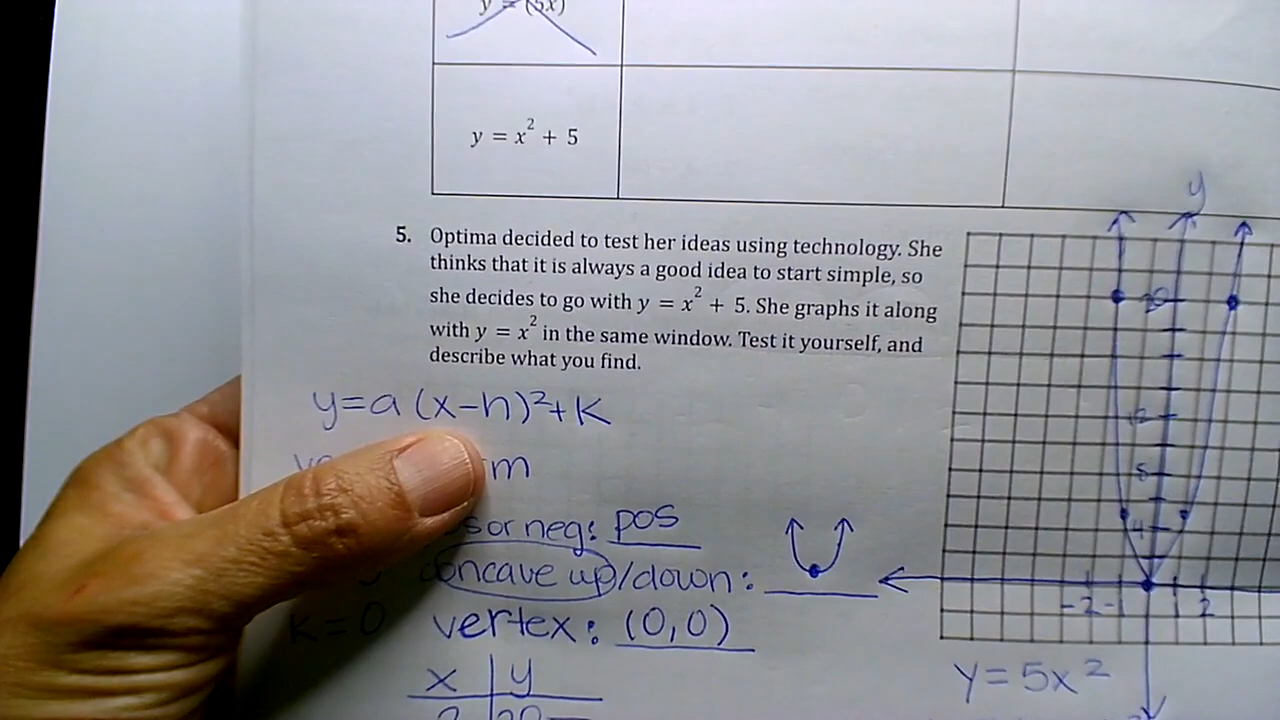 y = (5x)
y = x² + 5
5. Optima decided to test her ideas using technology. She
thinks that it is always a good idea to start simple, so
she decides to go with y = x² + 5. She graphs it along
with y = x² in the same window. Test it yourself, and
describe what you find.
y=a(x-h)²+k
pos
concave up/down:
k=0 vertex: (0,0)
x | y
y
20
12
8
4
-2 -1 1 2
y=5x²